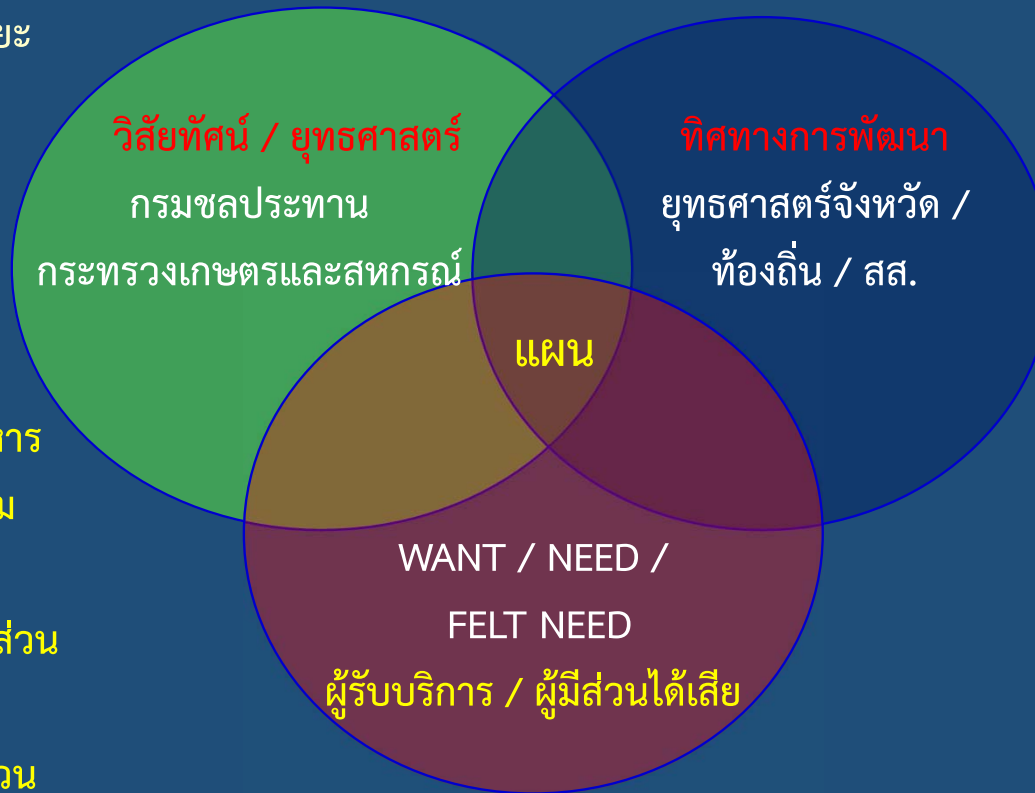 วิสัยทัศน์ / ยุทธศาสตร์
กรมชลประทาน
กระทรวงเกษตรและสหกรณ์
ทิศทางการพัฒนา
ยุทธศาสตร์จังหวัด /
ท้องถิ่น / สส.
แผน
WANT / NEED /
FELT NEED
ผู้รับบริการ / ผู้มีส่วนได้เสีย
ส่วน